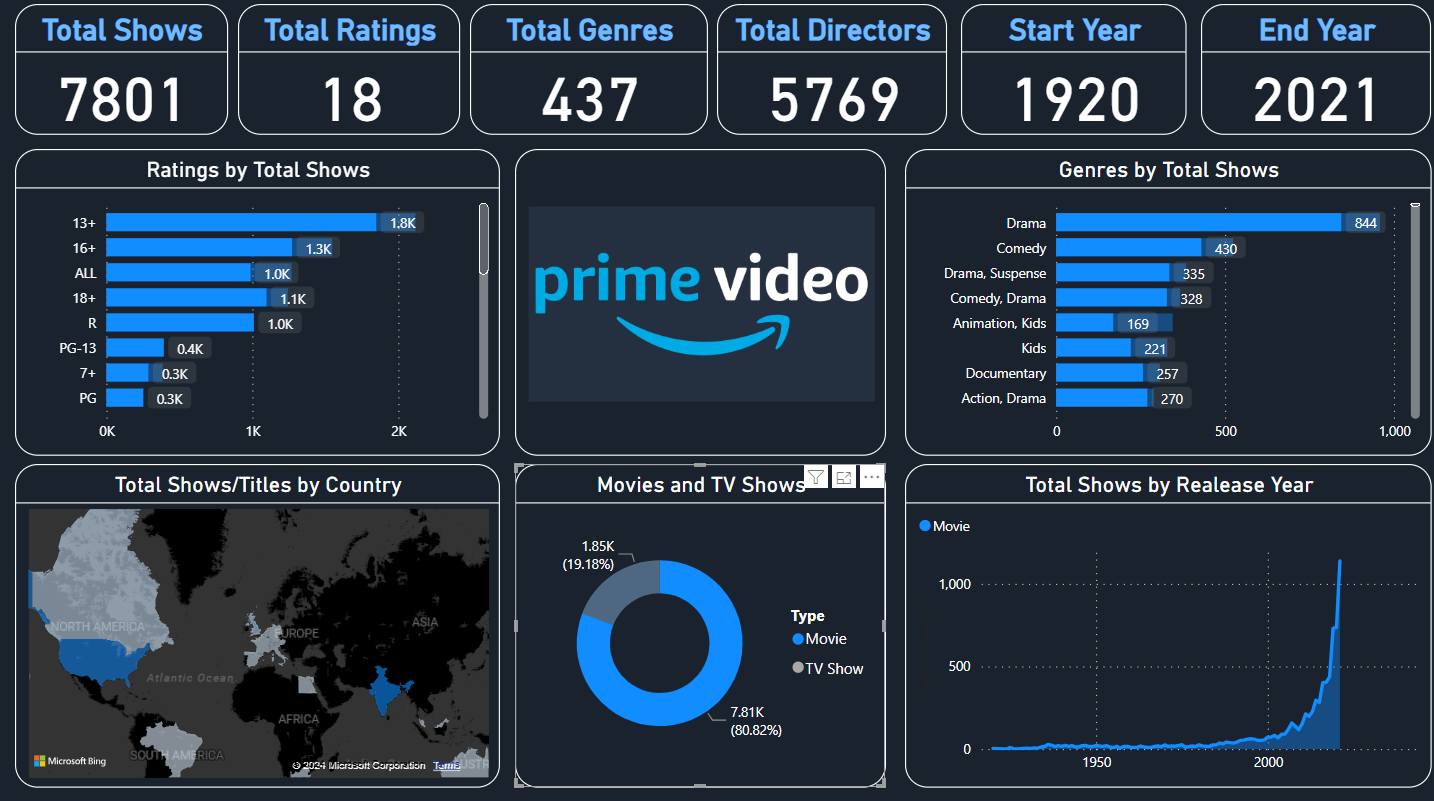 Total Shows
7801
Total Ratings
18
Total Genres
437
Total Directors
5769
Start Year
1920
End Year
2021
Ratings by Total Shows
13+ 1.8K
16+ 1.3K
ALL 1.0K
18+ 1.1K
R 1.0K
PG-13 0.4K
7+ 0.3K
PG 0.3K
0K 1K 2K
prime video
Genres by Total Shows
Drama 844
Comedy 430
Drama, Suspense 335
Comedy, Drama 328
Animation, Kids 169
Kids 221
Documentary 257
Action, Drama 270
0 500 1,000
Total Shows/Titles by Country
NORTH AMERICA
EUROPE
ASIA
Atlantic Ocean
AFRICA
SOUTH AMERICA
Microsoft Bing
© 2024 Microsoft Corporation Terms
Movies and TV Shows
1.85K
(19.18%)
Type
Movie
TV Show
7.81K
(80.82%)
Total Shows by Realease Year
Movie
1,000
500
0
1950 2000